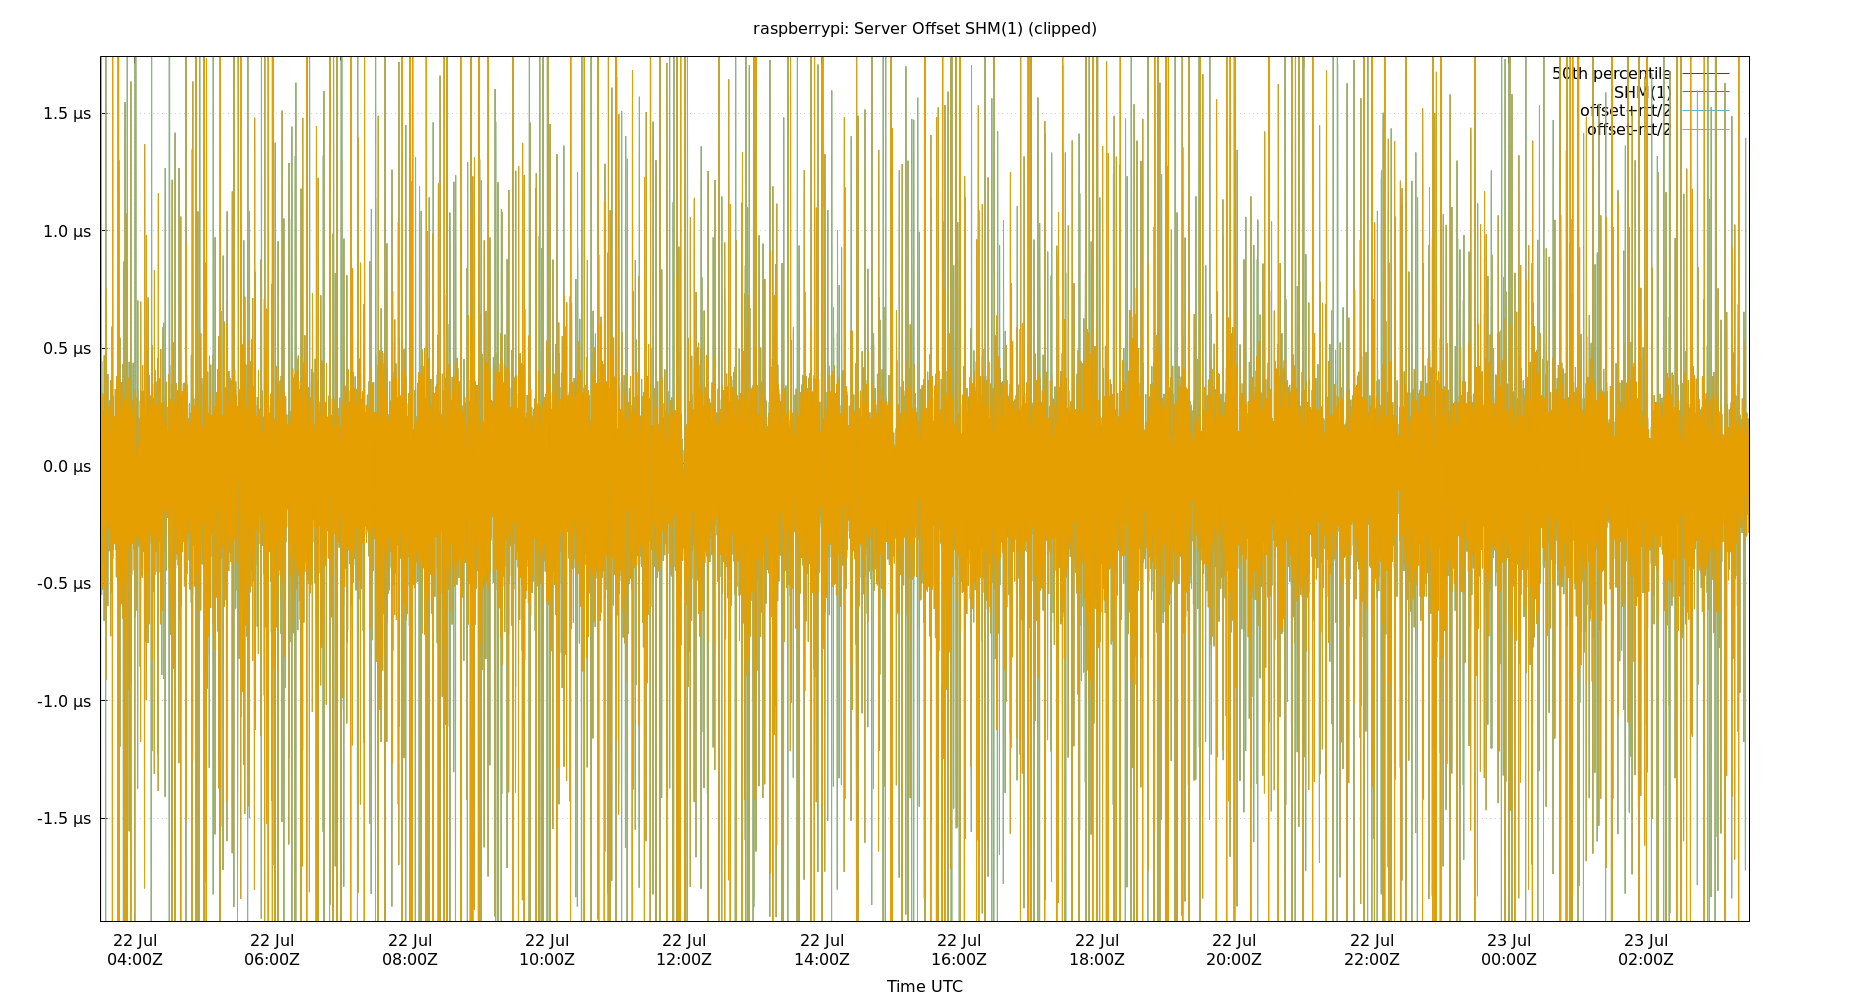 raspberrypi: Server Offset SHM(1) (clipped)
50th percentile
SHM(1)
offset+rtt/2
offset-rtt/2
1.5 µs
1.0 µs
0.5 µs
0.0 µs
-0.5 µs
-1.0 µs
-1.5 µs
22 Jul 22 Jul 22 Jul 22 Jul 22 Jul 22 Jul 22 Jul 22 Jul 22 Jul 22 Jul 23 Jul 23 Jul
04:00Z 06:00Z 08:00Z 10:00Z 12:00Z 14:00Z 16:00Z 18:00Z 20:00Z 22:00Z 00:00Z 02:00Z
Time UTC